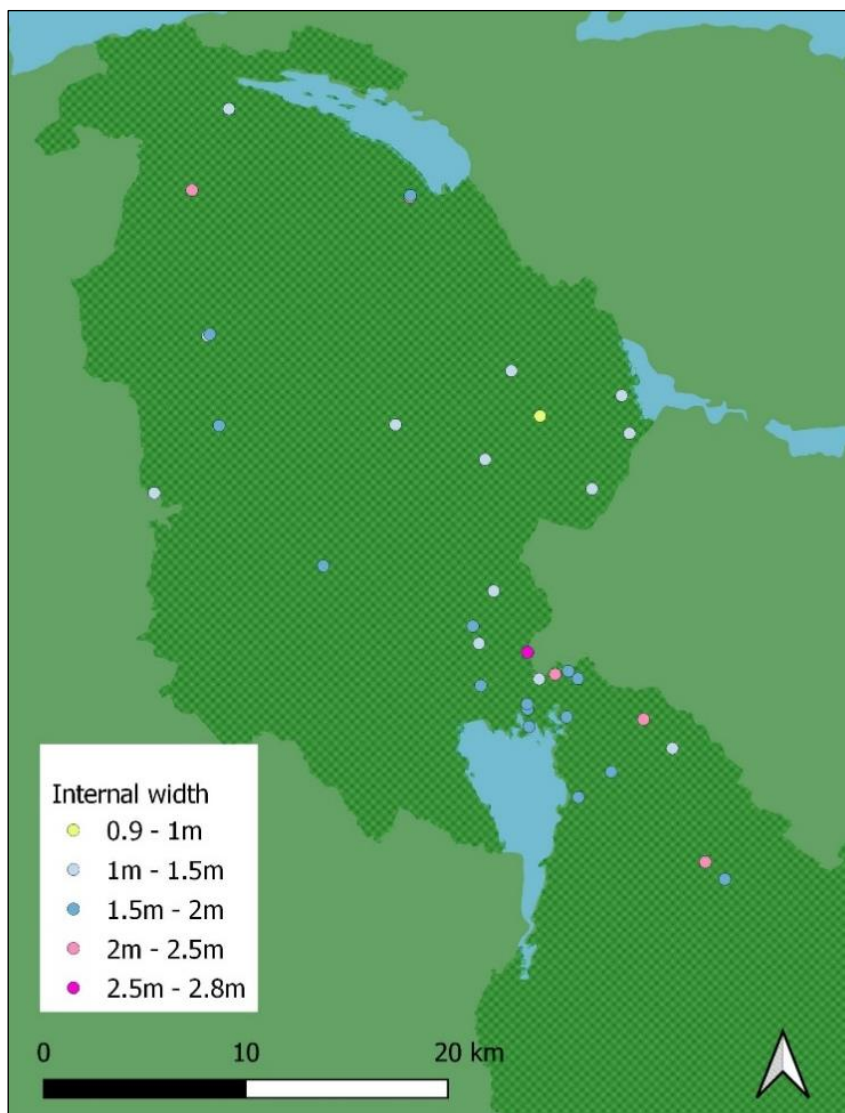 Internal width
0.9 - 1m
1m - 1.5m
1.5m - 2m
2m - 2.5m
2.5m - 2.8m
0 10 20 km